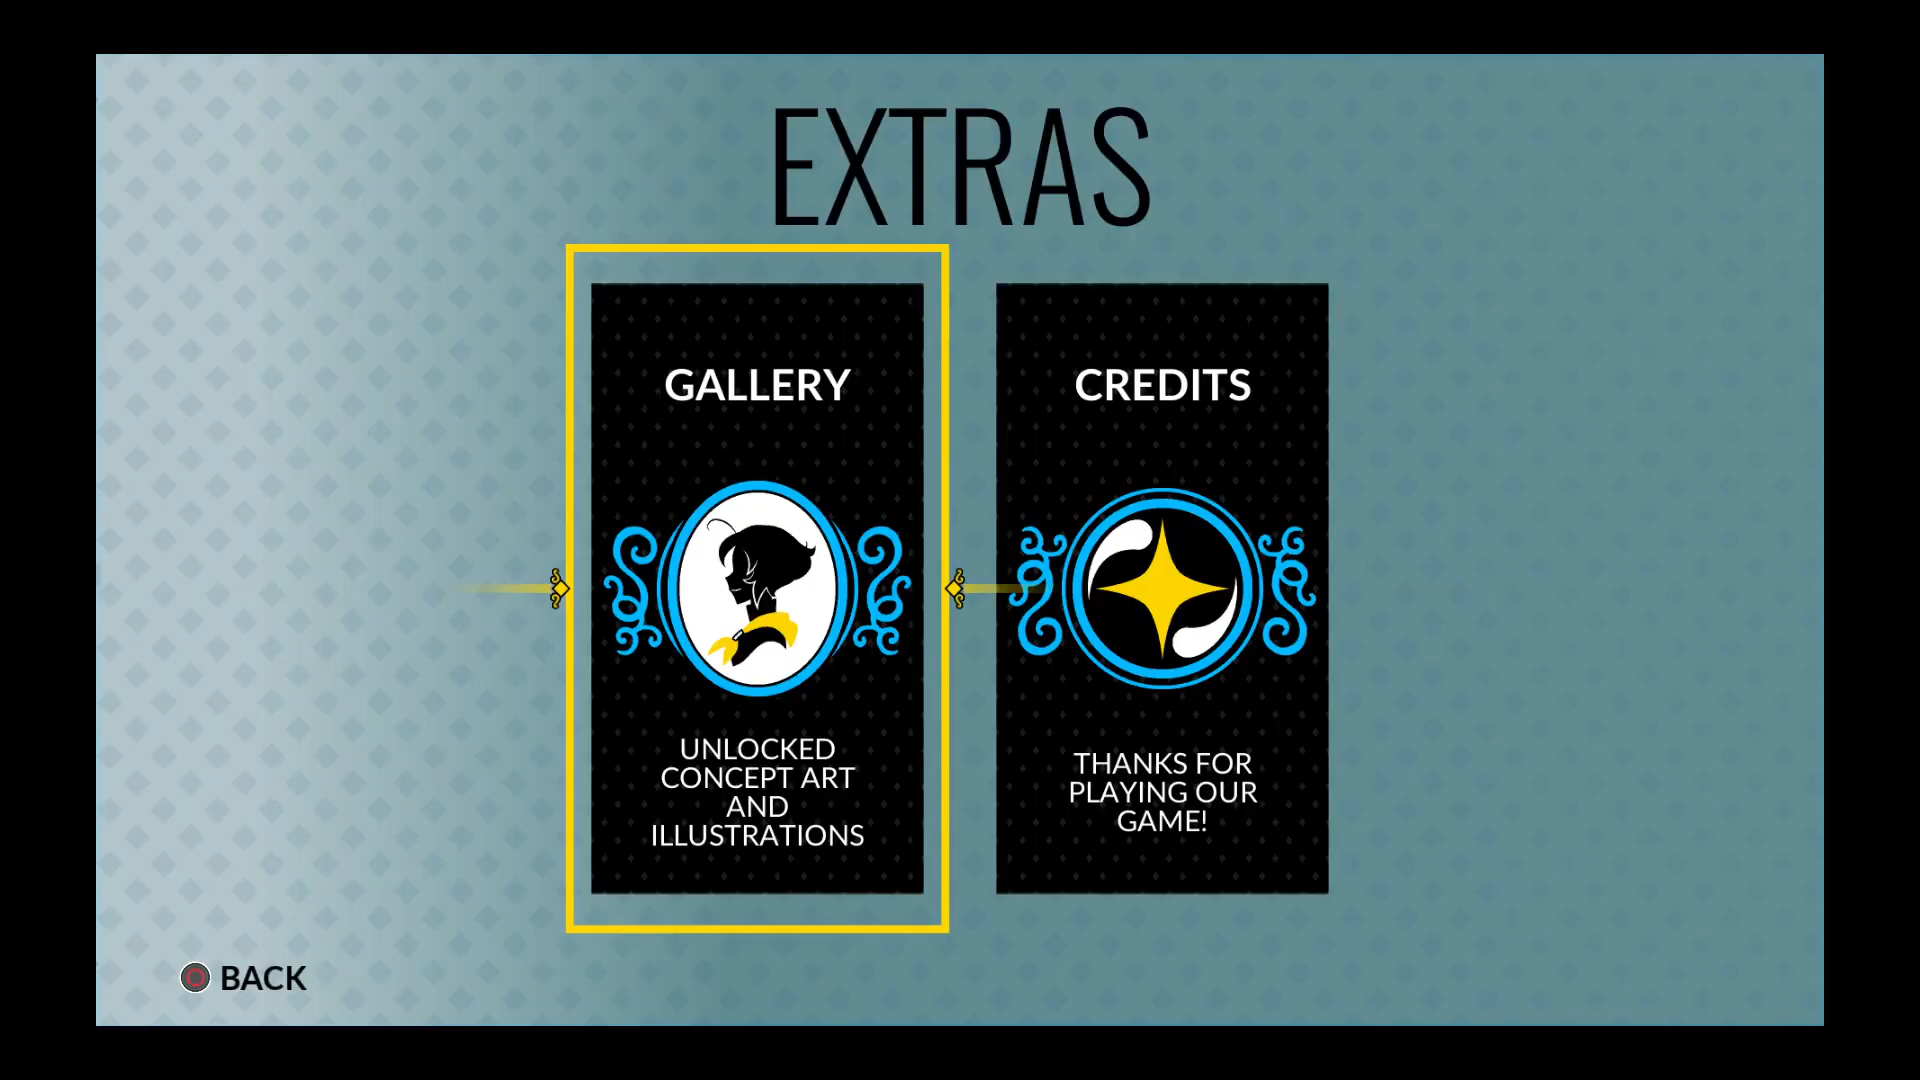 EXTRAS
GALLERY
UNLOCKED
CONCEPT ART
AND
ILLUSTRATIONS
CREDITS
THANKS FOR
PLAYING OUR
GAME!
BACK